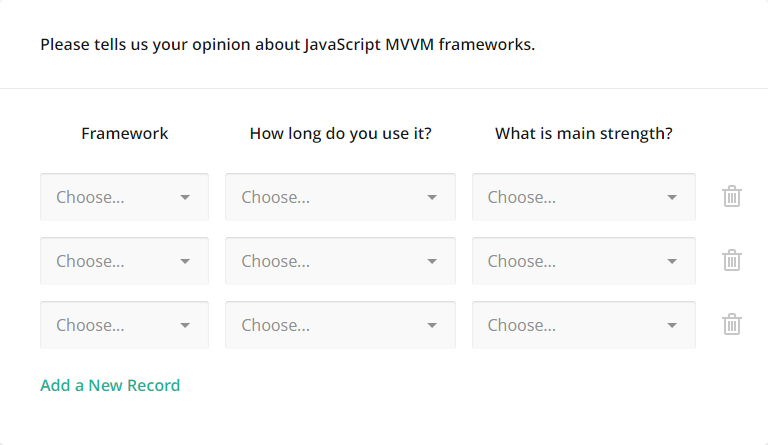 Please tells us your opinion about JavaScript MVVM frameworks.
Framework How long do you use it? What is main strength?
Choose... Choose... Choose...
Choose... Choose... Choose...
Choose... Choose... Choose...
Add a New Record